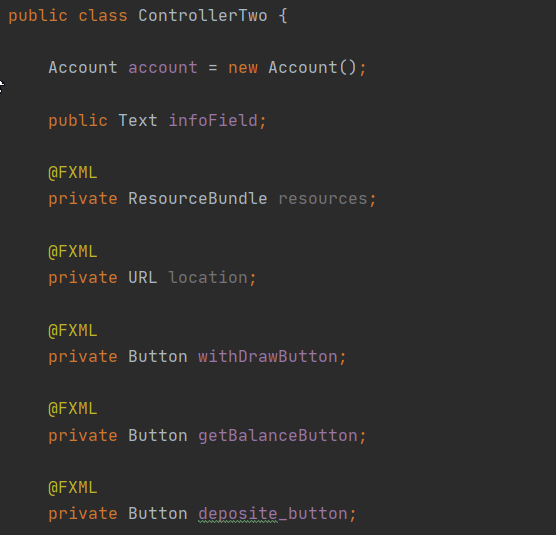 public class ControllerTwo {
Account account = new Account();
public Text infoField;
@FXML
private ResourceBundle resources;
@FXML
private URL location;
@FXML
private Button withDrawButton;
@FXML
private Button getBalanceButton;
@FXML
private Button deposite_button;